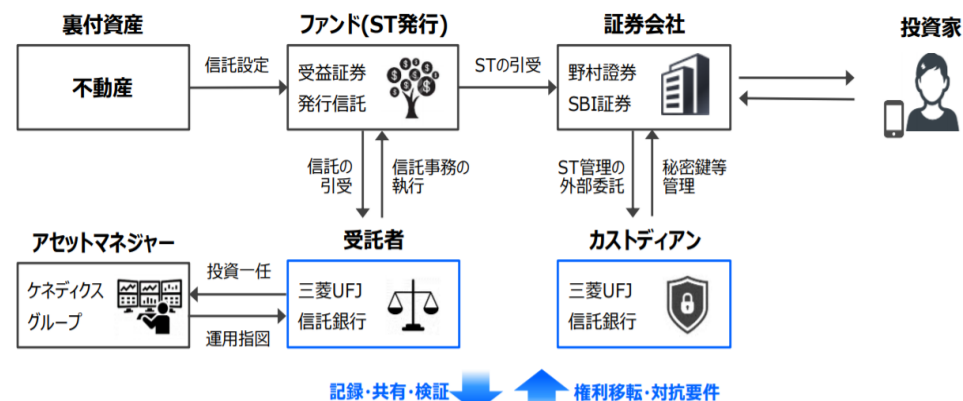 裏付資産
ファンド(ST発行)
証券会社
投資家
不動産
信託設定
受益証券
発行信託
STの引受
野村證券
SBI証券
信託の
引受
信託事務の
執行
ST管理の
外部委託
秘密鍵等
管理
アセットマネジャー
受託者
カストディアン
ケネディクス
グループ
投資一任
運用指図
三菱UFJ
信託銀行
三菱UFJ
信託銀行
記録・共有・検証
権利移転・対抗要件